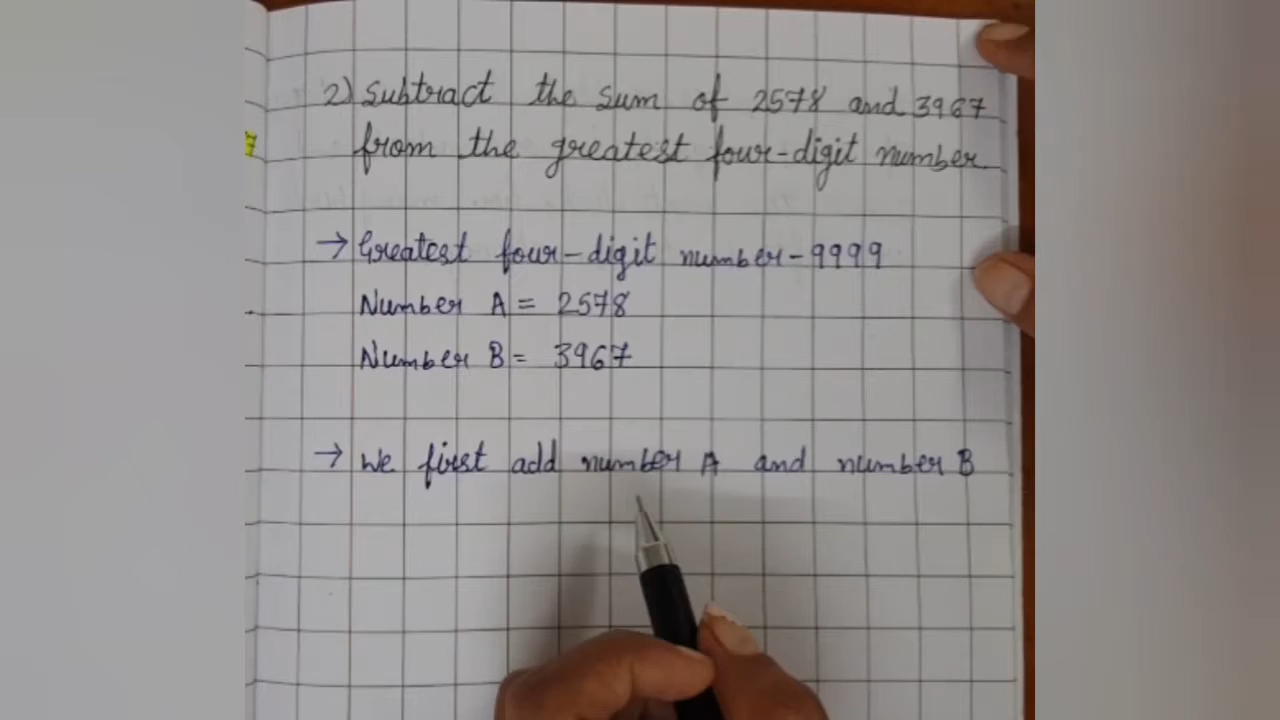 2) Subtract the sum of 2578 and 3967
from the greatest four-digit number
→ Greatest four-digit number - 9999
Number A = 2578
Number B = 3967
→ We first add number A and number B